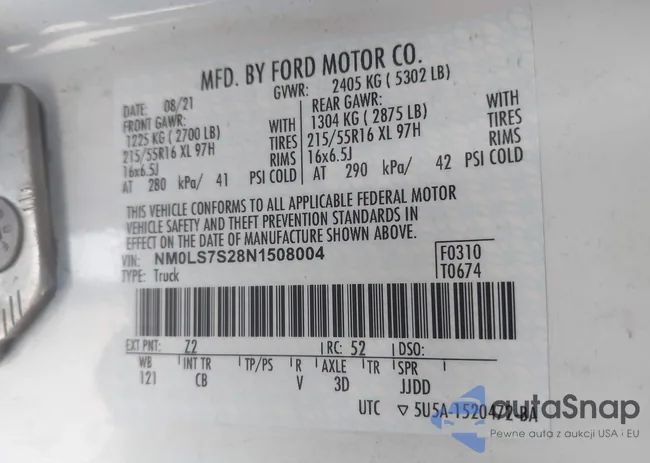 MFD. BY FORD MOTOR CO.
GVWR: 2405 KG ( 5302 LB)
DATE: 08/21
FRONT GAWR:
1225 KG ( 2700 LB)
215/55R16 XL 97H
16x6.5J
AT 280 kPa/ 41 PSI COLD
WITH
TIRES
RIMS
REAR GAWR:
1304 KG ( 2875 LB)
215/55R16 XL 97H
16x6.5J
AT 290 kPa/ 42 PSI COLD
WITH
TIRES
RIMS
THIS VEHICLE CONFORMS TO ALL APPLICABLE FEDERAL MOTOR
VEHICLE SAFETY AND THEFT PREVENTION STANDARDS IN
EFFECT ON THE DATE OF MANUFACTURE SHOWN ABOVE.
VIN: NM0LS7S28N1508004
TYPE: Truck
F0310
T0674
EXT PNT: Z2 RC: 52 DSO:
WB INT TR TP/PS R AXLE TR SPR
121 CB V 3D JJDD
UTC ▽ 5U5A-1520472-BA
autaSnap
Pewne auta z aukcji USA i EU